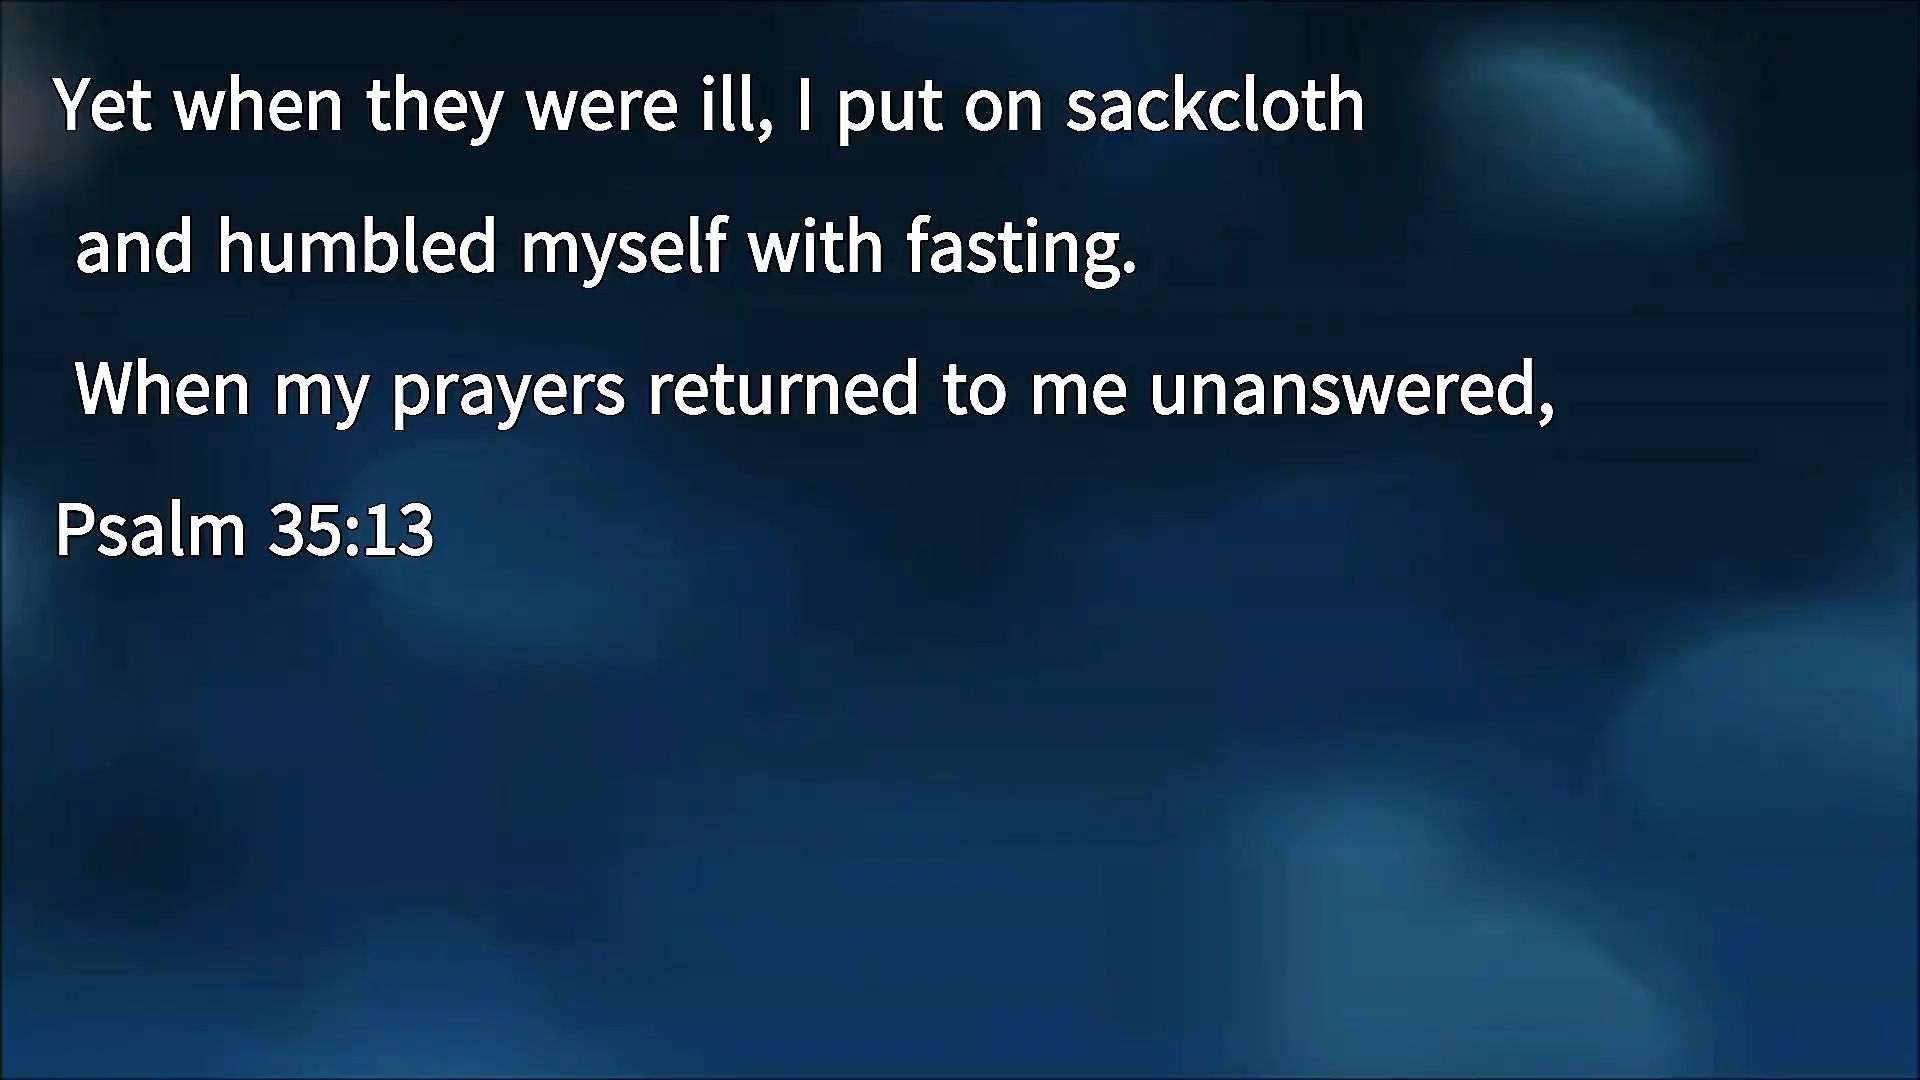 Yet when they were ill, I put on sackcloth
and humbled myself with fasting.
When my prayers returned to me unanswered,
Psalm 35:13